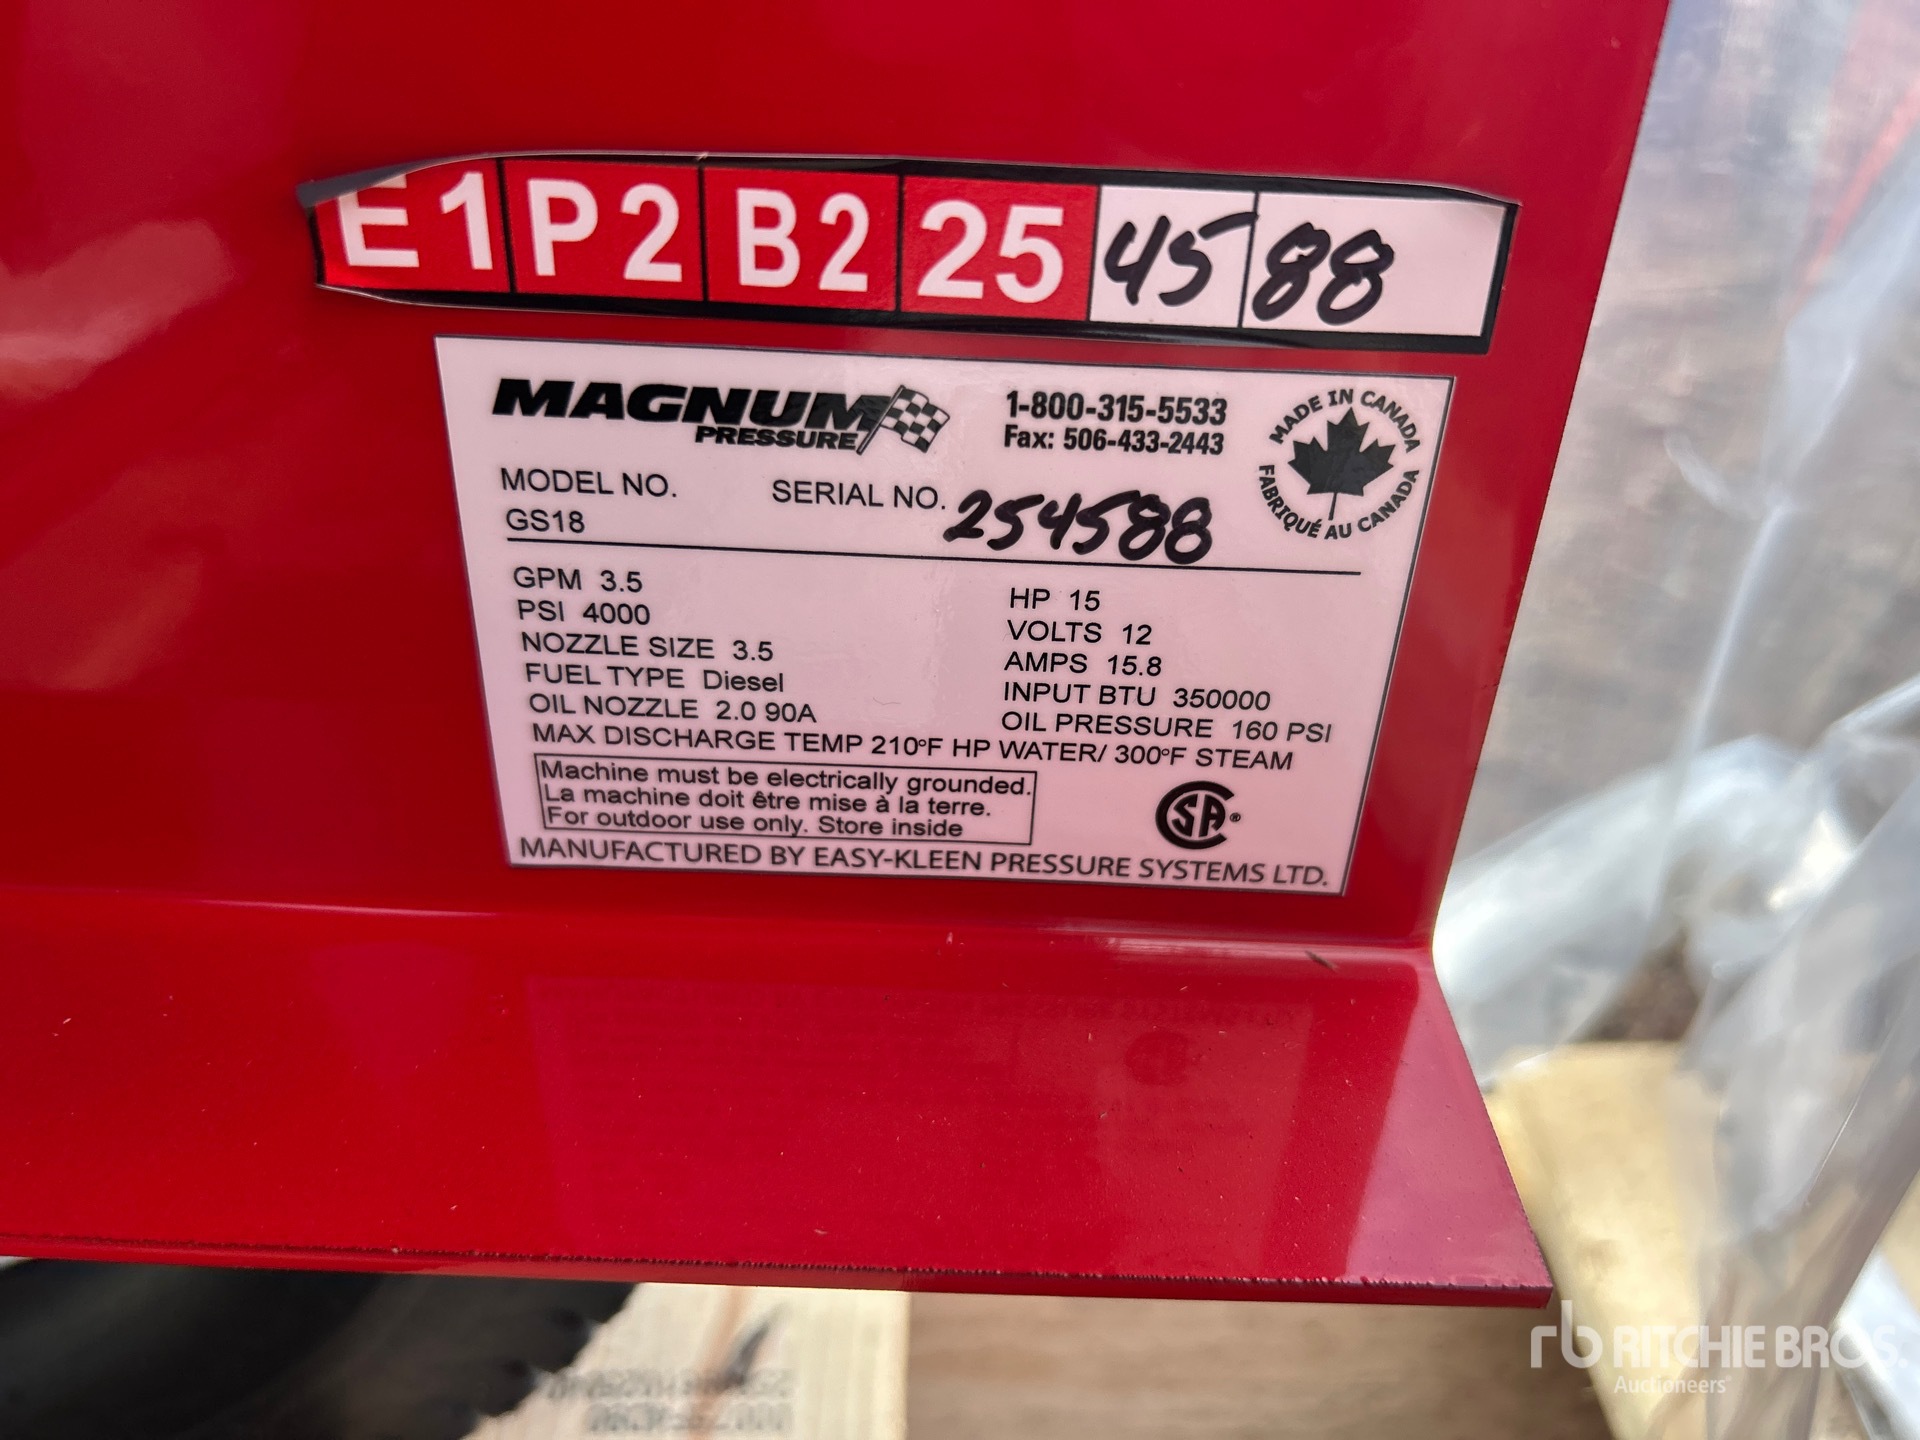 E1 P2 B2 25 45 88
MAGNUM
PRESSURE
1-800-315-5533
Fax: 506-433-2443
MADE IN CANADA
FABRIQUÉ AU CANADA
MODEL NO.
GS18
SERIAL NO. 254588
GPM 3.5
PSI 4000
NOZZLE SIZE 3.5
FUEL TYPE Diesel
OIL NOZZLE 2.0 90A
HP 15
VOLTS 12
AMPS 15.8
INPUT BTU 350000
OIL PRESSURE 160 PSI
MAX DISCHARGE TEMP 210°F HP WATER/ 300°F STEAM
Machine must be electrically grounded.
La machine doit être mise à la terre.
For outdoor use only. Store inside
CSA®
MANUFACTURED BY EASY-KLEEN PRESSURE SYSTEMS LTD.
rb RITCHIE BROS.
Auctioneers